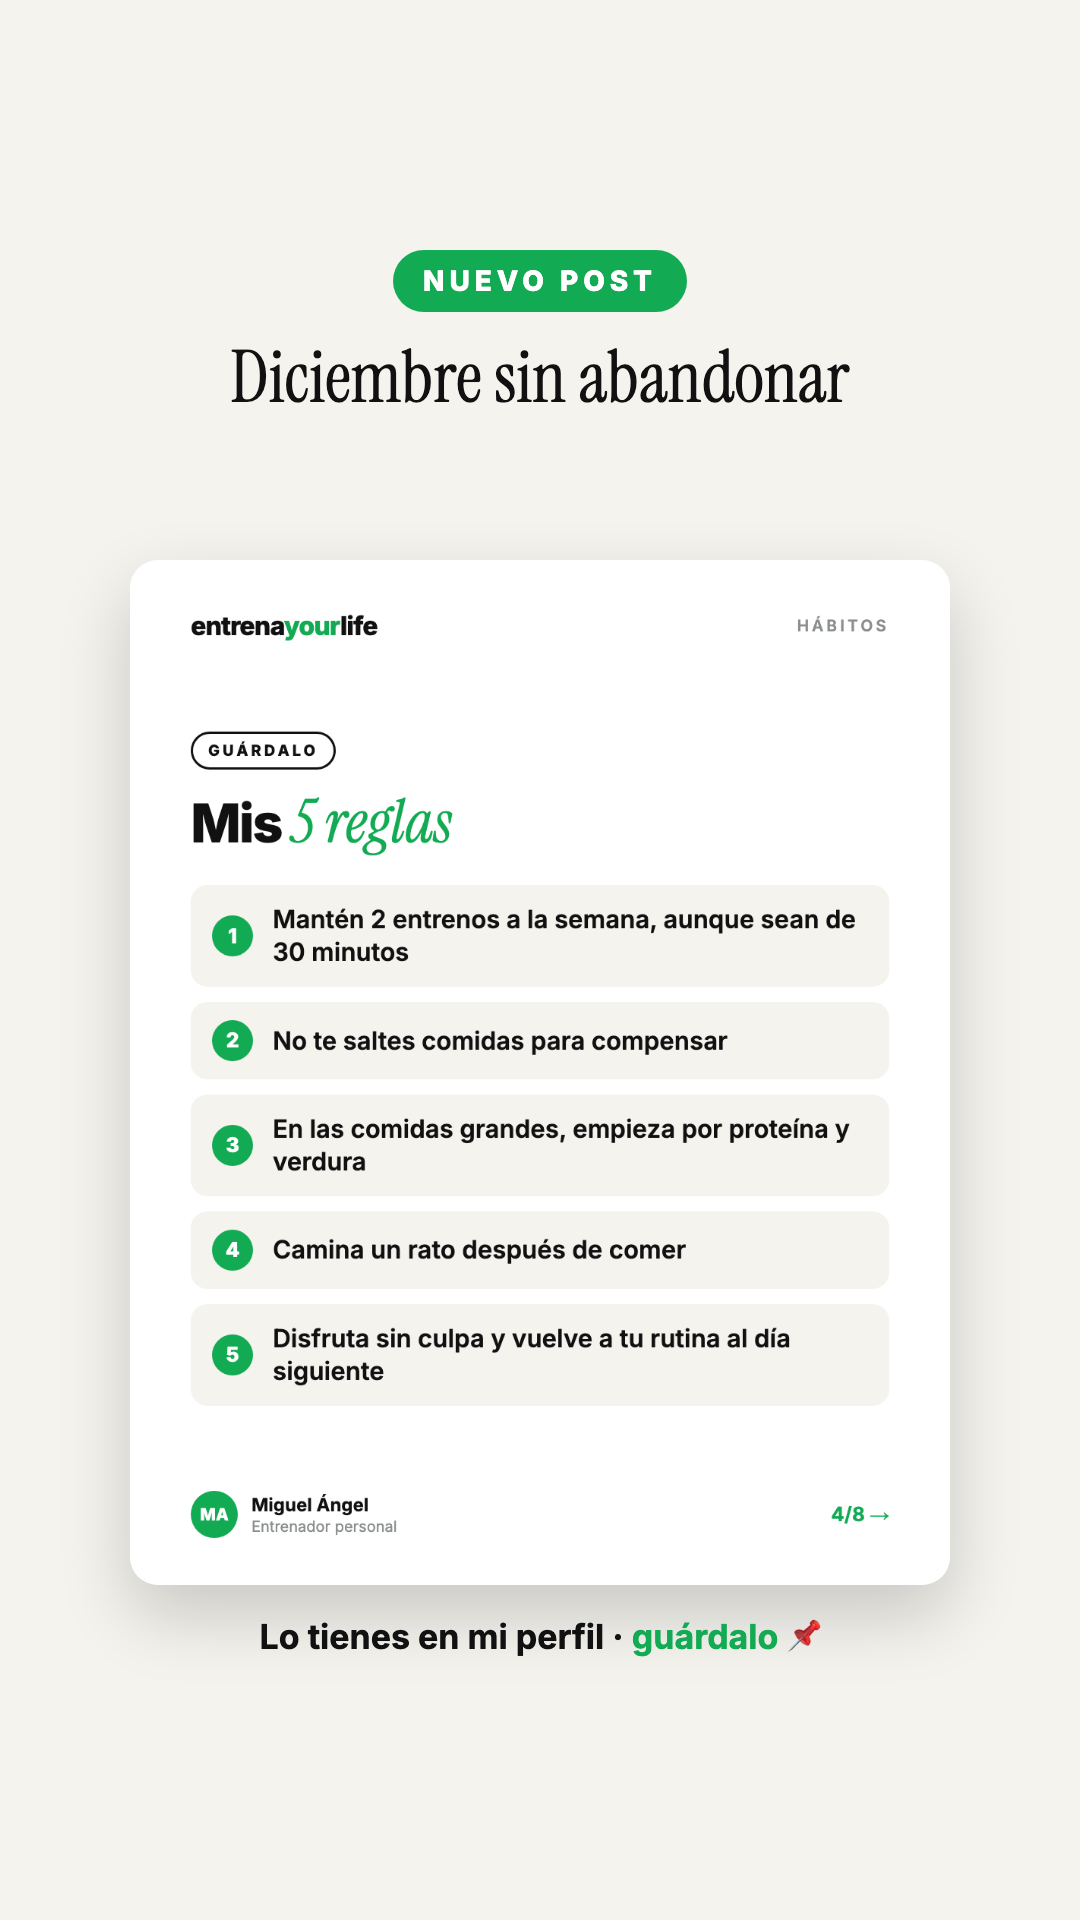 NUEVO POST
Diciembre sin abandonar
entrenayourlife
HÁBITOS
GUÁRDALO
Mis 5 reglas
1
Mantén 2 entrenos a la semana, aunque sean de
30 minutos
2
No te saltes comidas para compensar
3
En las comidas grandes, empieza por proteína y
verdura
4
Camina un rato después de comer
5
Disfruta sin culpa y vuelve a tu rutina al día
siguiente
MA
Miguel Ángel
Entrenador personal
4/8 →
Lo tienes en mi perfil · guárdalo 📌